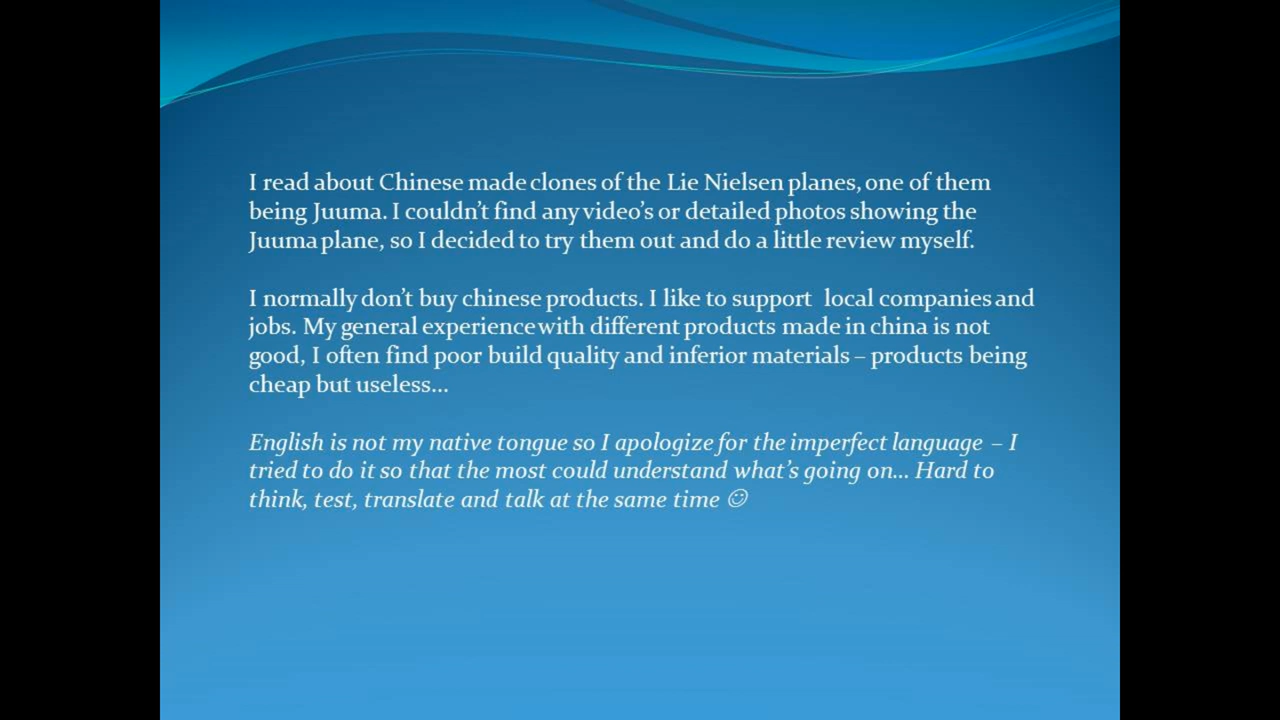 I read about Chinese made clones of the Lie Nielsen planes, one of them
being Juuma. I couldn't find any video's or detailed photos showing the
Juuma plane, so I decided to try them out and do a little review myself.
I normally don't buy chinese products. I like to support  local companies and
jobs. My general experience with different products made in china is not
good, I often find poor build quality and inferior materials – products being
cheap but useless...
English is not my native tongue so I apologize for the imperfect language – I
tried to do it so that the most could understand what's going on... Hard to
think, test, translate and talk at the same time ☺